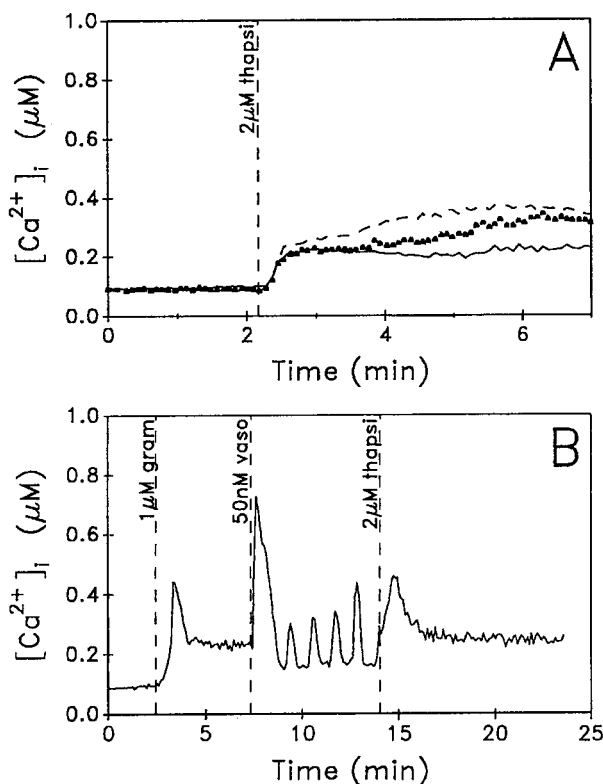 A
[Ca2+]i (μM)
1.0
0.8
0.6
0.4
0.2
0.0
2μM thapsi
0 2 4 6
Time (min)
B
[Ca2+]i (μM)
1.0
0.8
0.6
0.4
0.2
0.0
1μM gram
50nM vaso
2μM thapsi
0 5 10 15 20 25
Time (min)